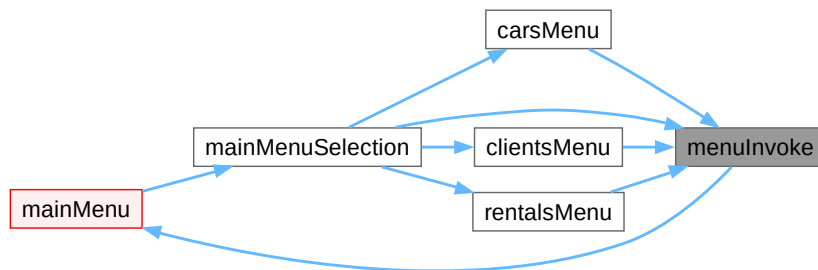 carsMenu
mainMenuSelection
clientsMenu
menuInvoke
mainMenu
rentalsMenu